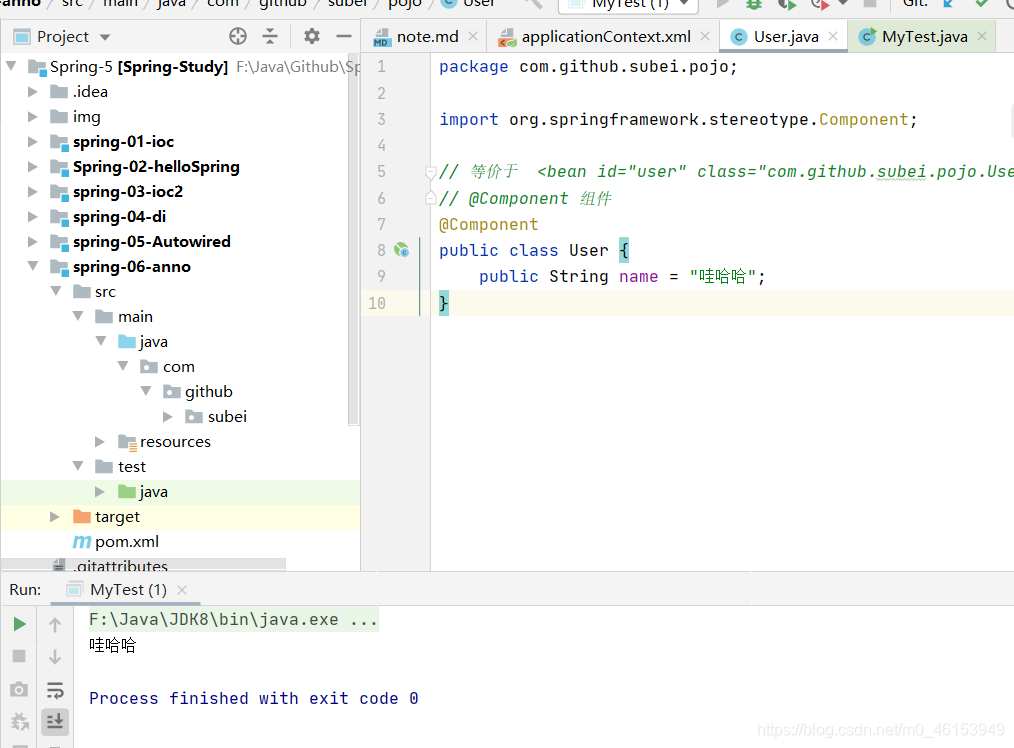 -anno / src / main / java / com / github / subei / pojo / User MyTest (1) Git:
Project
note.md applicationContext.xml User.java MyTest.java
Spring-5 [Spring-Study] F:\Java\Github\Sp
.idea
img
spring-01-ioc
Spring-02-helloSpring
spring-03-ioc2
spring-04-di
spring-05-Autowired
spring-06-anno
src
main
java
com
github
subei
resources
test
java
target
pom.xml
.gitattributes
1 package com.github.subei.pojo;
2
3 import org.springframework.stereotype.Component;
4
5 // 等价于 <bean id="user" class="com.github.subei.pojo.Use
6 // @Component 组件
7 @Component
8 public class User {
9 public String name = "哇哈哈";
10 }
Run: MyTest (1)
F:\Java\JDK8\bin\java.exe ...
哇哈哈
Process finished with exit code 0
https://blog.csdn.net/m0_46153949